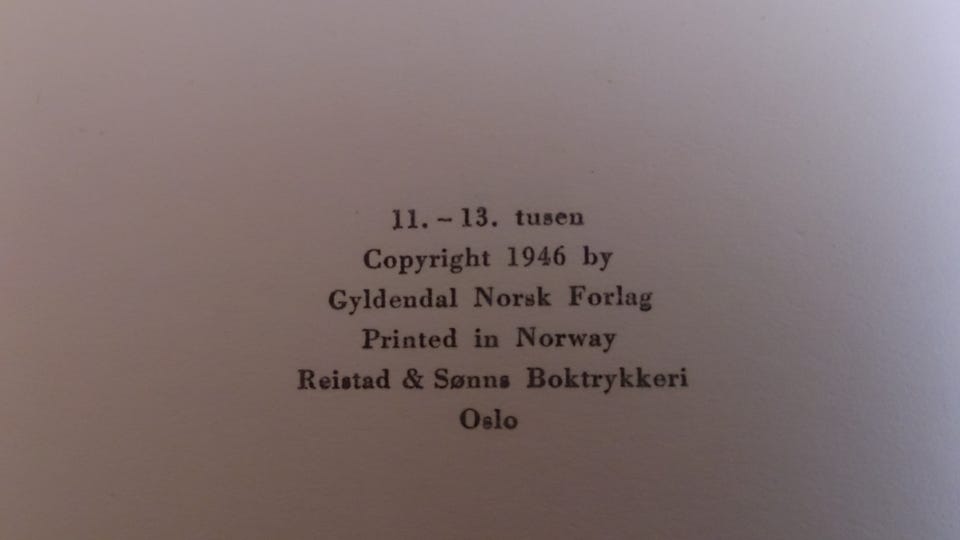 11. – 13. tusen
Copyright 1946 by
Gyldendal Norsk Forlag
Printed in Norway
Reistad & Sønns Boktrykkeri
Oslo